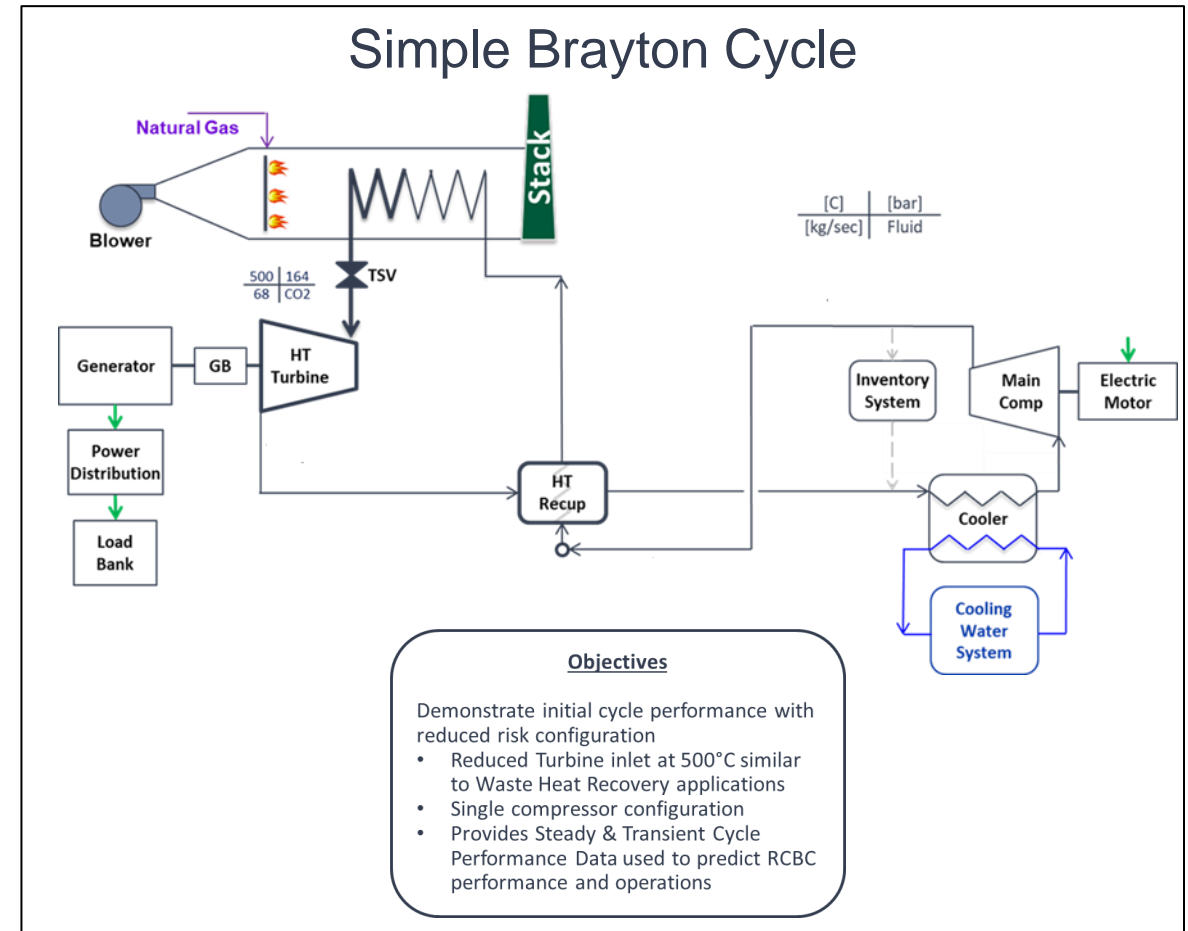 Simple Brayton Cycle
Natural Gas
Stack
Blower
[C] [bar]
[kg/sec] Fluid
500 164
68 CO2
TSV
Generator
GB
HT
Turbine
Inventory
System
Main
Comp
Electric
Motor
Power
Distribution
HT
Recup
Cooler
Load
Bank
Cooling
Water
System
Objectives
Demonstrate initial cycle performance with
reduced risk configuration
• Reduced Turbine inlet at 500°C similar
to Waste Heat Recovery applications
• Single compressor configuration
• Provides Steady & Transient Cycle
Performance Data used to predict RCBC
performance and operations